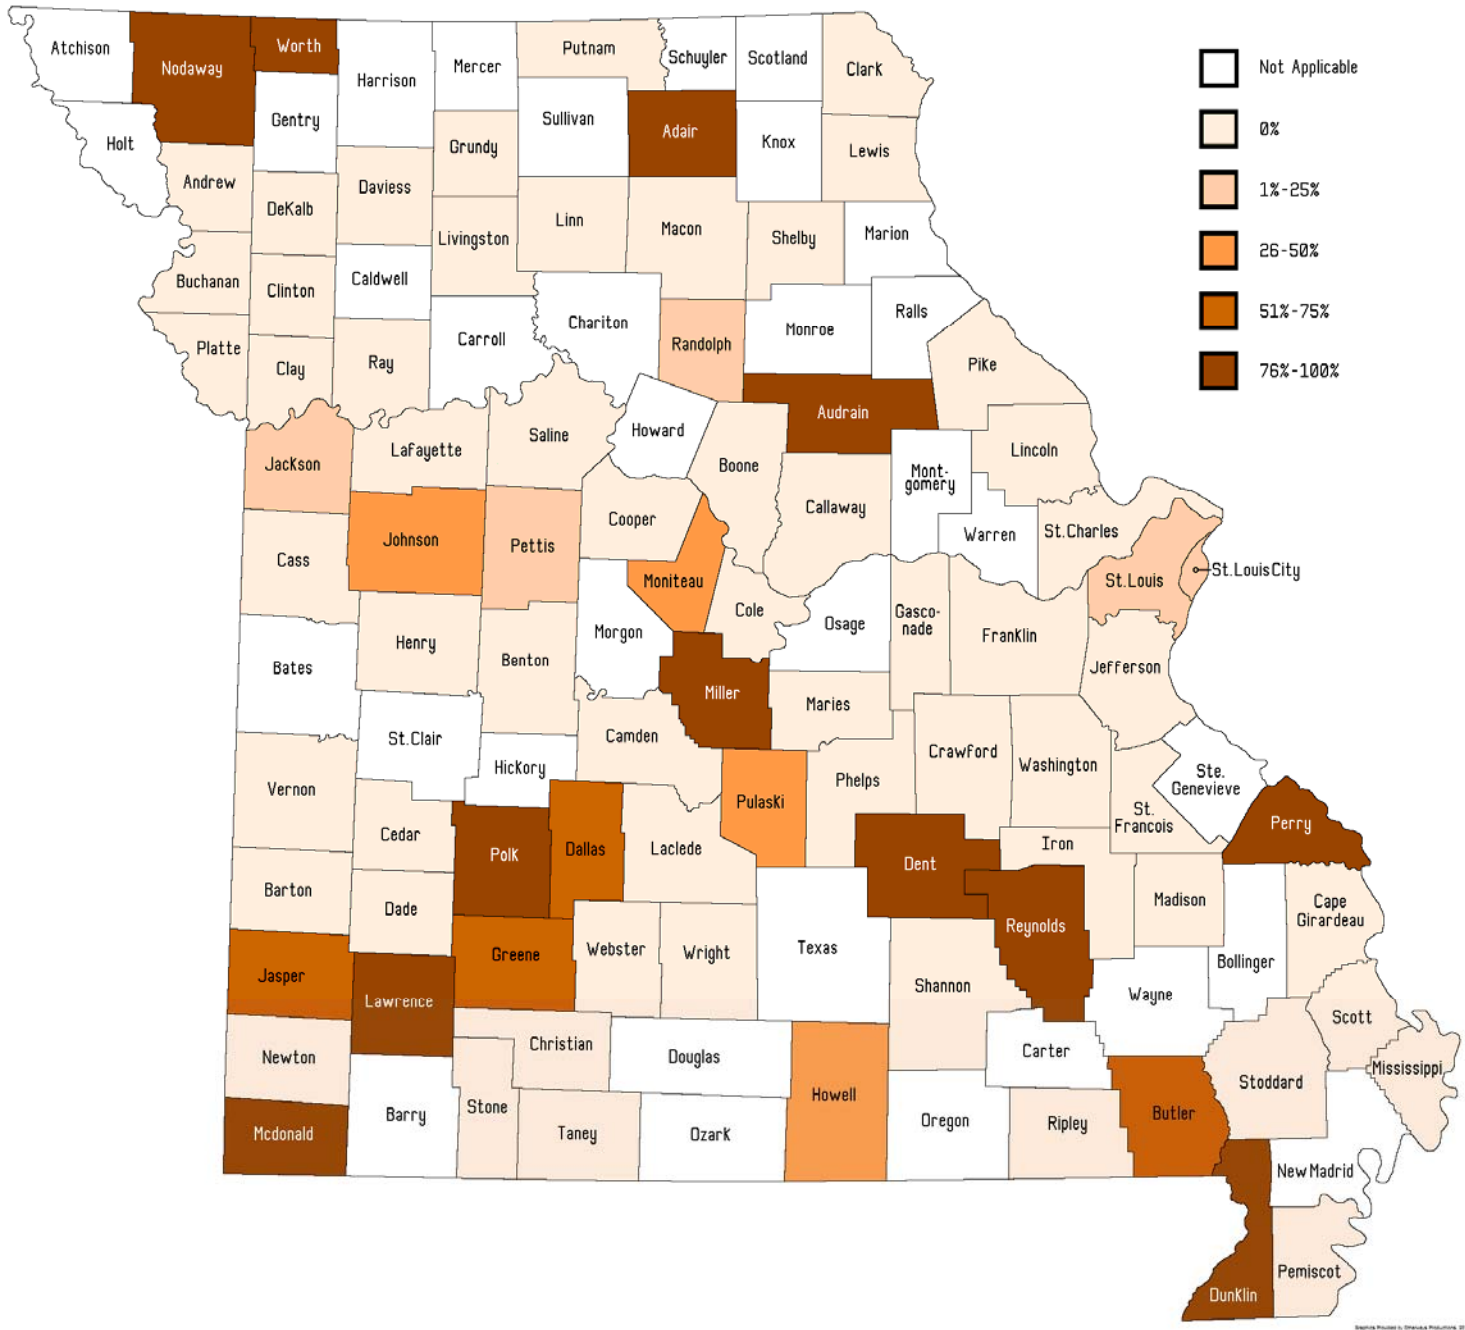 Atchison
Nodaway
Worth
Harrison
Mercer
Putnam
Schuyler
Scotland
Clark
Not Applicable
Holt
Gentry
Sullivan
Adair
Knox
Lewis
0%
Andrew
DeKalb
Daviess
Grundy
Linn
Macon
Shelby
Marion
1%-25%
Livingston
Buchanan
Clinton
Caldwell
Chariton
Ralls
26-50%
Platte
Clay
Ray
Carroll
Randolph
Monroe
Pike
51%-75%
76%-100%
Audrain
Jackson
LaFayette
Saline
Howard
Boone
Lincoln
Mont-
gomery
Cass
Johnson
Pettis
Cooper
Callaway
Warren
St.Charles
Moniteau
St.Louis
St.LouisCity
Cole
Osage
Gasco-
nade
Franklin
Jefferson
Bates
Henry
Benton
Morgon
Miller
Maries
St.Clair
Hickory
Camden
Phelps
Crawford
Washington
Ste.
Genevieve
St.
Francois
Vernon
Cedar
Polk
Dallas
Laclede
Pulaski
Dent
Iron
Perry
Barton
Dade
Reynolds
Madison
Cape
Girardeau
Jasper
Lawrence
Greene
Webster
Wright
Texas
Shannon
Wayne
Bollinger
Scott
Newton
Christian
Douglas
Howell
Carter
Stoddard
Mississippi
Mcdonald
Barry
Stone
Taney
Ozark
Oregon
Ripley
Butler
New Madrid
Dunklin
Pemiscot